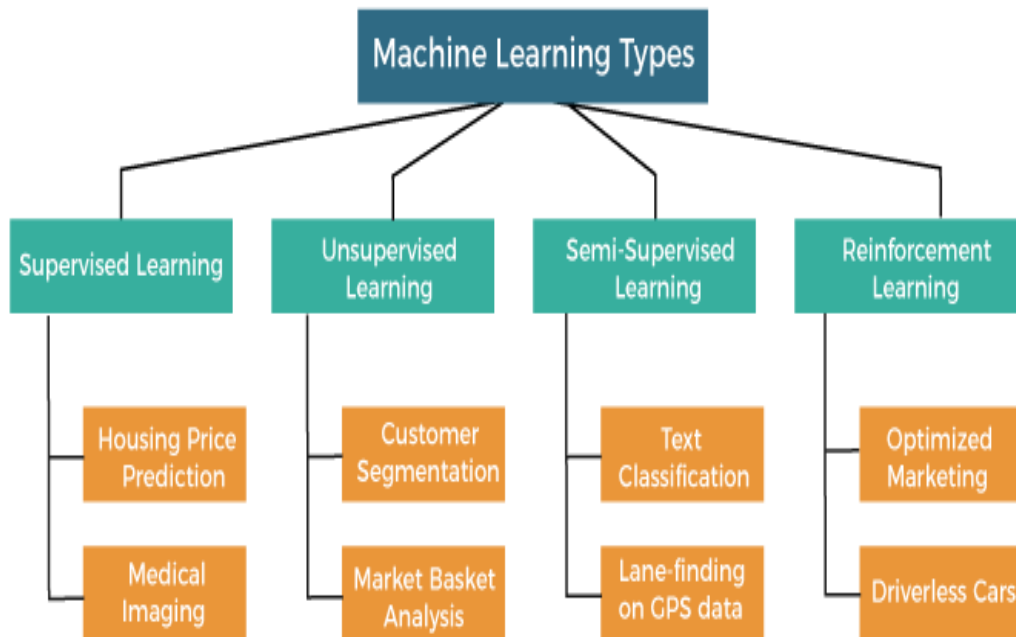 Machine Learning Types
Supervised Learning
Unsupervised
Learning
Semi-Supervised
Learning
Reinforcement
Learning
Housing Price
Prediction
Customer
Segmentation
Text
Classification
Optimized
Marketing
Medical
Imaging
Market Basket
Analysis
Lane-finding
on GPS data
Driverless Cars